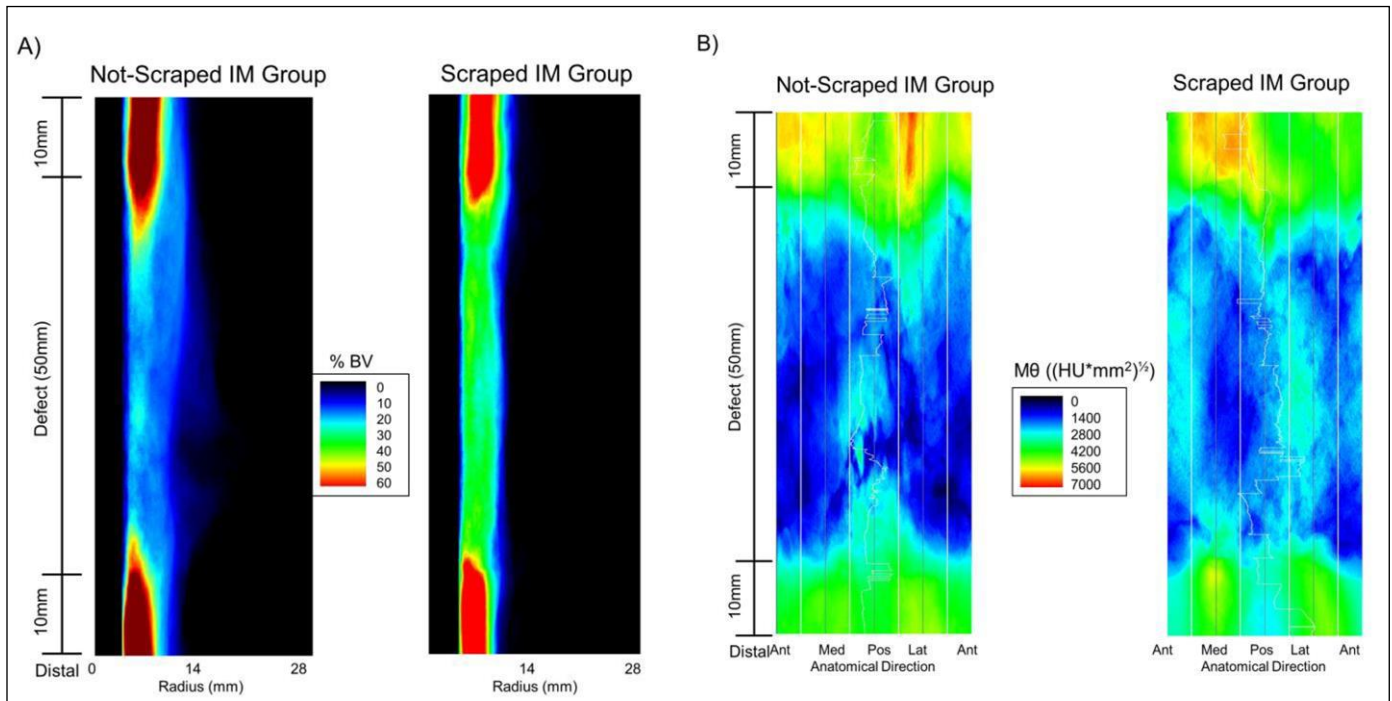 A)
Not-Scraped IM Group
Scraped IM Group
10mm
Defect (50mm)
10mm
Distal
0
14
28
Radius (mm)
14
28
Radius (mm)
% BV
0
10
20
30
40
50
60
B)
Not-Scraped IM Group
Scraped IM Group
10mm
Defect (50mm)
10mm
Distal
Ant
Med
Pos
Lat
Ant
Anatomical Direction
Mθ ((HU*mm²)^½)
0
1400
2800
4200
5600
7000
Ant
Med
Pos
Lat
Ant
Anatomical Direction